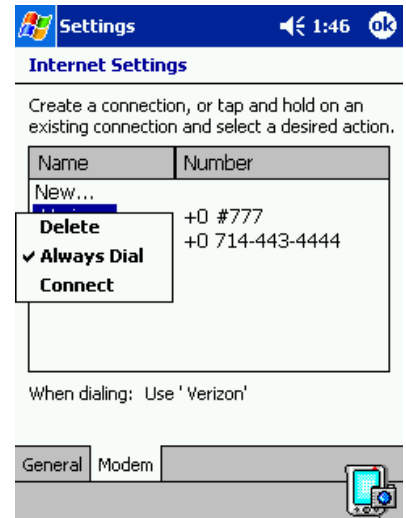 Settings 1:46 ok
Internet Settings
Create a connection, or tap and hold on an
existing connection and select a desired action.
Name Number
New...
+0 #777
Delete
+0 714-443-4444
Always Dial
Connect
When dialing: Use ' Verizon'
General Modem